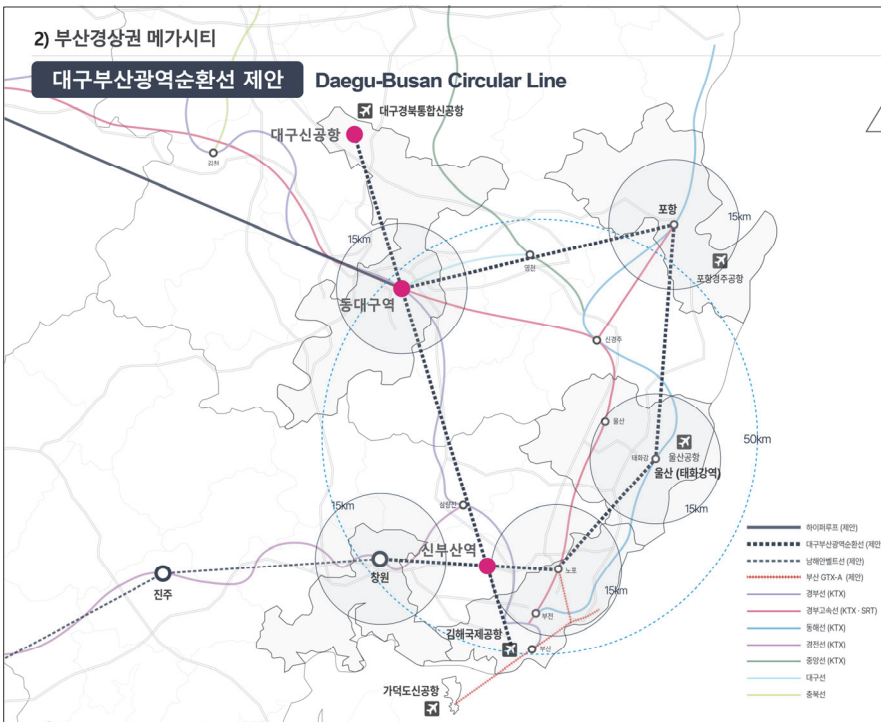 2) 부산경상권 메가시티
대구부산광역순환선 제안
Daegu-Busan Circular Line
대구경북통합신공항
대구신공항
김천
15km
포항
15km
영천
포항경주공항
동대구역
신경주
울산
50km
태화강
울산공항
울산 (태화강역)
15km
삼랑진
15km
신부산역
창원
진주
노포
15km
부전
김해국제공항
부산
가덕도신공항
하이퍼루프 (제안)
대구부산광역순환선 (제안
남해안벨트선 (제안)
부산 GTX-A (제안)
경부선 (KTX)
경부고속선 (KTX · SRT)
동해선 (KTX)
경전선 (KTX)
중앙선 (KTX)
대구선
충북선